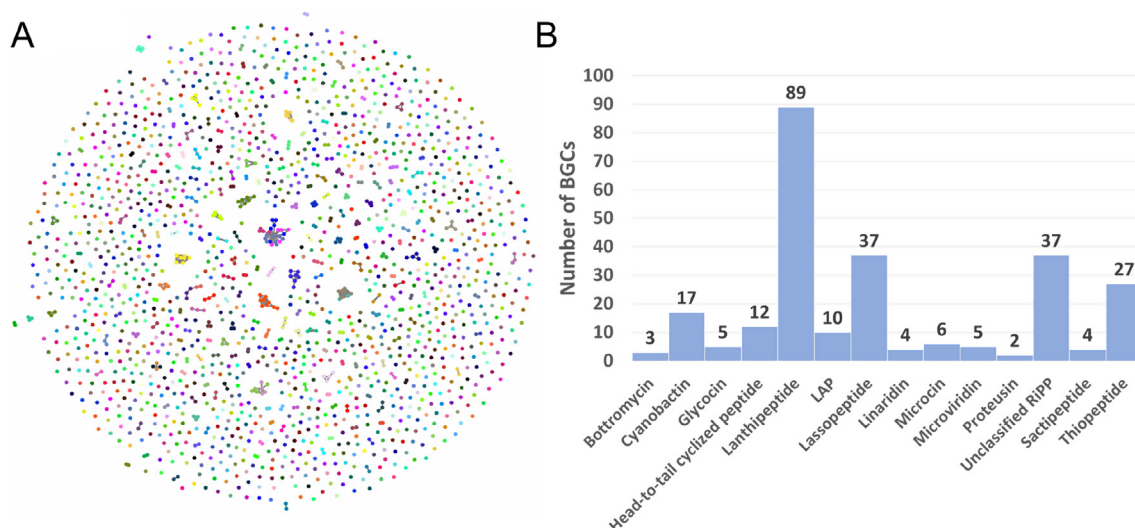 A
B
Number of BGCs
100
90
80
70
60
50
40
30
20
10
0
3
17
5
12
89
10
37
4
6
5
2
37
4
27
Bottromycin
Cyanobactin
Glycocin
Head-to-tail cyclized peptide
Lanthipeptide
LAP
Lassopeptide
Linaridin
Microcin
Microviridin
Proteusin
Unclassified RiPP
Sactipeptide
Thiopeptide